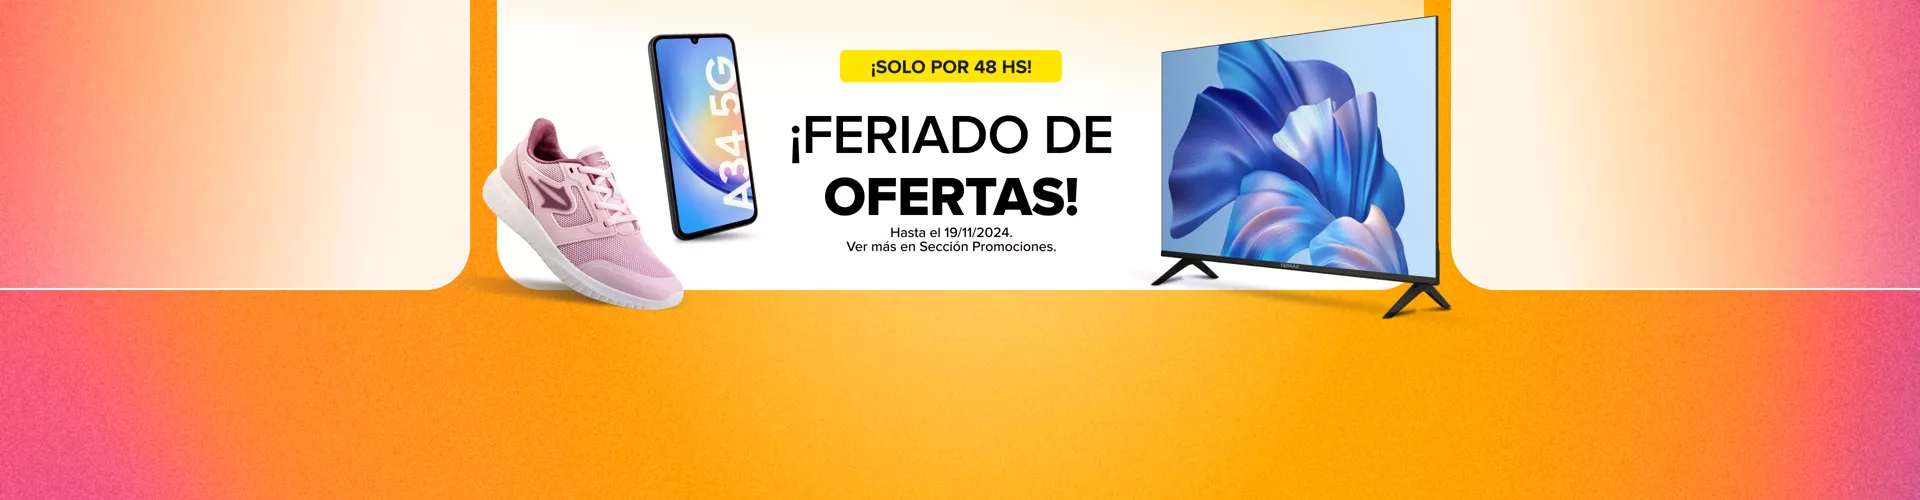 ¡SOLO POR 48 HS!
¡FERIADO DE
OFERTAS!
Hasta el 19/11/2024.
Ver más en Sección Promociones.
A34 5G